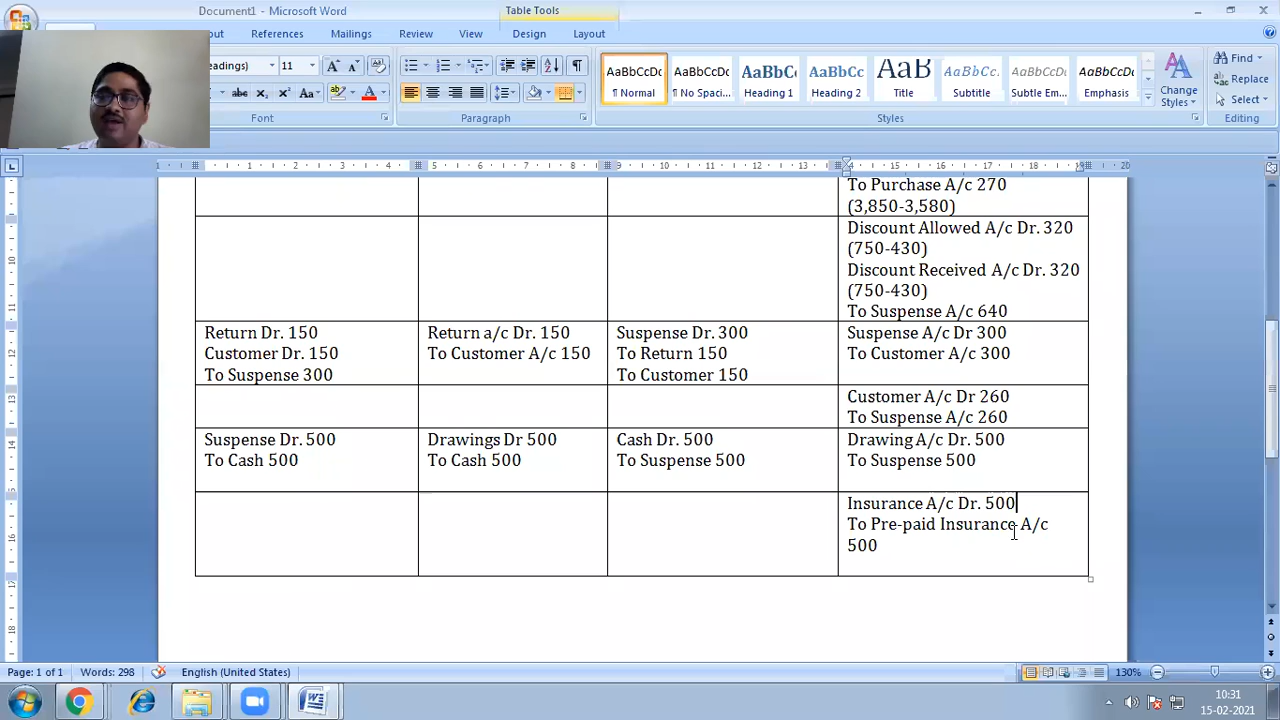 Document1 - Microsoft Word
Table Tools
References
Mailings
Review
View
Design
Layout
11
Font
Paragraph
AaBbCcDc
¶ Normal
AaBbCcDc
¶ No Spaci...
AaBbC
Heading 1
AaBbCc
Heading 2
AaB
Title
AaBbCc.
Subtitle
AaBbCcDc
Subtle Em...
AaBbCcDc
Emphasis
Change
Styles
Styles
Find
Replace
Select
Editing
To Purchase A/c 270
(3,850-3,580)
Discount Allowed A/c Dr. 320
(750-430)
Discount Received A/c Dr. 320
(750-430)
To Suspense A/c 640
Return Dr. 150
Customer Dr. 150
To Suspense 300
Return a/c Dr. 150
To Customer A/c 150
Suspense Dr. 300
To Return 150
To Customer 150
Suspense A/c Dr 300
To Customer A/c 300
Customer A/c Dr 260
To Suspense A/c 260
Suspense Dr. 500
To Cash 500
Drawings Dr 500
To Cash 500
Cash Dr. 500
To Suspense 500
Drawing A/c Dr. 500
To Suspense 500
Insurance A/c Dr. 500
To Pre-paid Insurance A/c
500
Page: 1 of 1
Words: 298
English (United States)
130%
10:31
15-02-2021